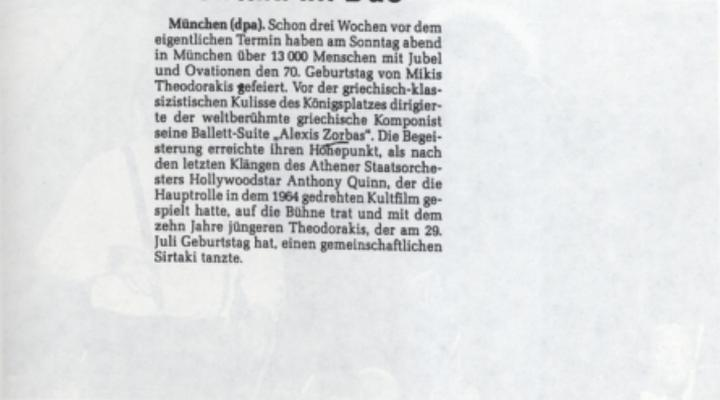 München (dpa). Schon drei Wochen vor dem
eigentlichen Termin haben am Sonntag abend
in München über 13 000 Menschen mit Jubel
und Ovationen den 70. Geburtstag von Mikis
Theodorakis gefeiert. Vor der griechisch-klas-
sizistischen Kulisse des Königsplatzes dirigier-
te der weltberühmte griechische Komponist
seine Ballett-Suite „Alexis Zorbas“. Die Begei-
sterung erreichte ihren Höhepunkt, als nach
den letzten Klängen des Athener Staatsorche-
sters Hollywoodstar Anthony Quinn, der die
Hauptrolle in dem 1964 gedrehten Kultfilm ge-
spielt hatte, auf die Bühne trat und mit dem
zehn Jahre jüngeren Theodorakis, der am 29.
Juli Geburtstag hat, einen gemeinschaftlichen
Sirtaki tanzte.